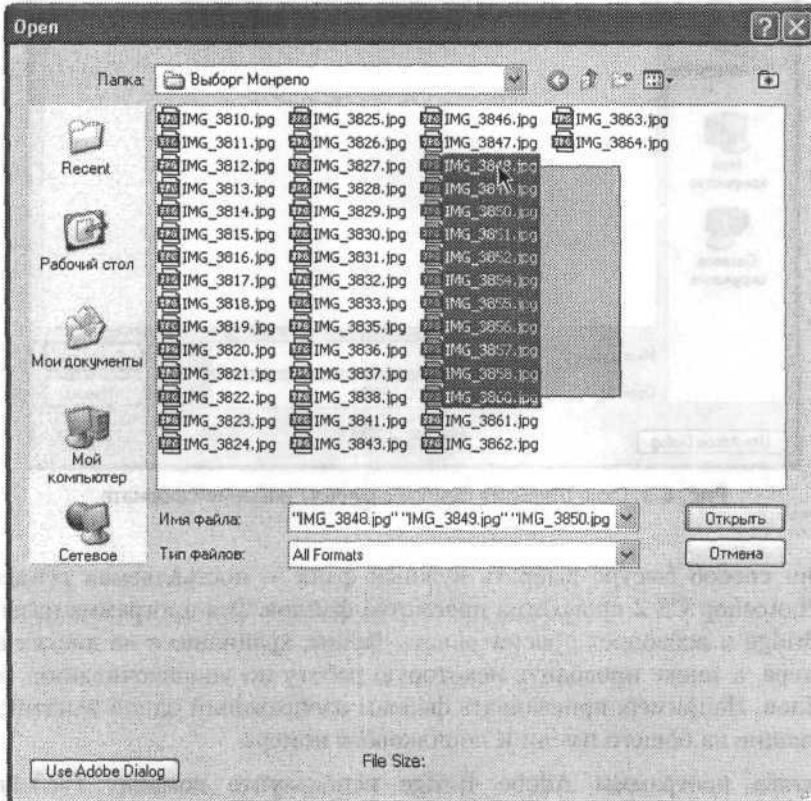 Open
Папка: Выборг Монрепо
Recent
Рабочий стол
Мои документы
Мой
компьютер
Сетевое
IMG_3810.jpg IMG_3825.jpg IMG_3846.jpg IMG_3863.jpg
IMG_3811.jpg IMG_3826.jpg IMG_3847.jpg IMG_3864.jpg
IMG_3812.jpg IMG_3827.jpg IMG_3848.jpg
IMG_3813.jpg IMG_3828.jpg IMG_3849.jpg
IMG_3814.jpg IMG_3829.jpg IMG_3850.jpg
IMG_3815.jpg IMG_3830.jpg IMG_3851.jpg
IMG_3816.jpg IMG_3831.jpg IMG_3852.jpg
IMG_3817.jpg IMG_3832.jpg IMG_3854.jpg
IMG_3818.jpg IMG_3833.jpg IMG_3855.jpg
IMG_3819.jpg IMG_3835.jpg IMG_3856.jpg
IMG_3820.jpg IMG_3836.jpg IMG_3857.jpg
IMG_3821.jpg IMG_3837.jpg IMG_3858.jpg
IMG_3822.jpg IMG_3838.jpg IMG_3860.jpg
IMG_3823.jpg IMG_3841.jpg IMG_3861.jpg
IMG_3824.jpg IMG_3843.jpg IMG_3862.jpg
Имя файла: "IMG_3848.jpg" "IMG_3849.jpg" "IMG_3850.jpg Открыть
Тип файлов: All Formats Отмена
Use Adobe Dialog File Size: